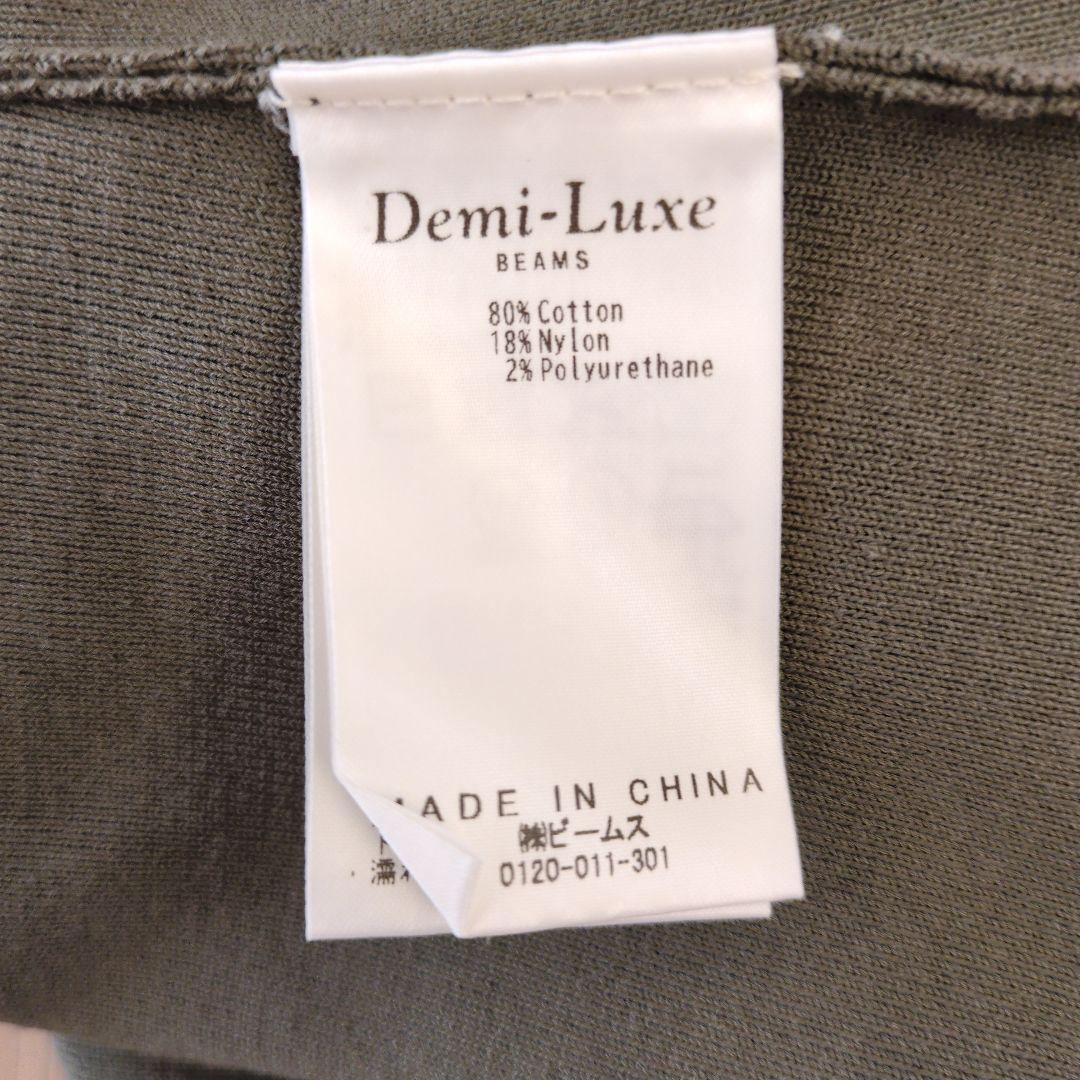 Demi-Luxe
BEAMS
80% Cotton
18% Nylon
2% Polyurethane
MADE IN CHINA
㈱ビームス
0120-011-301